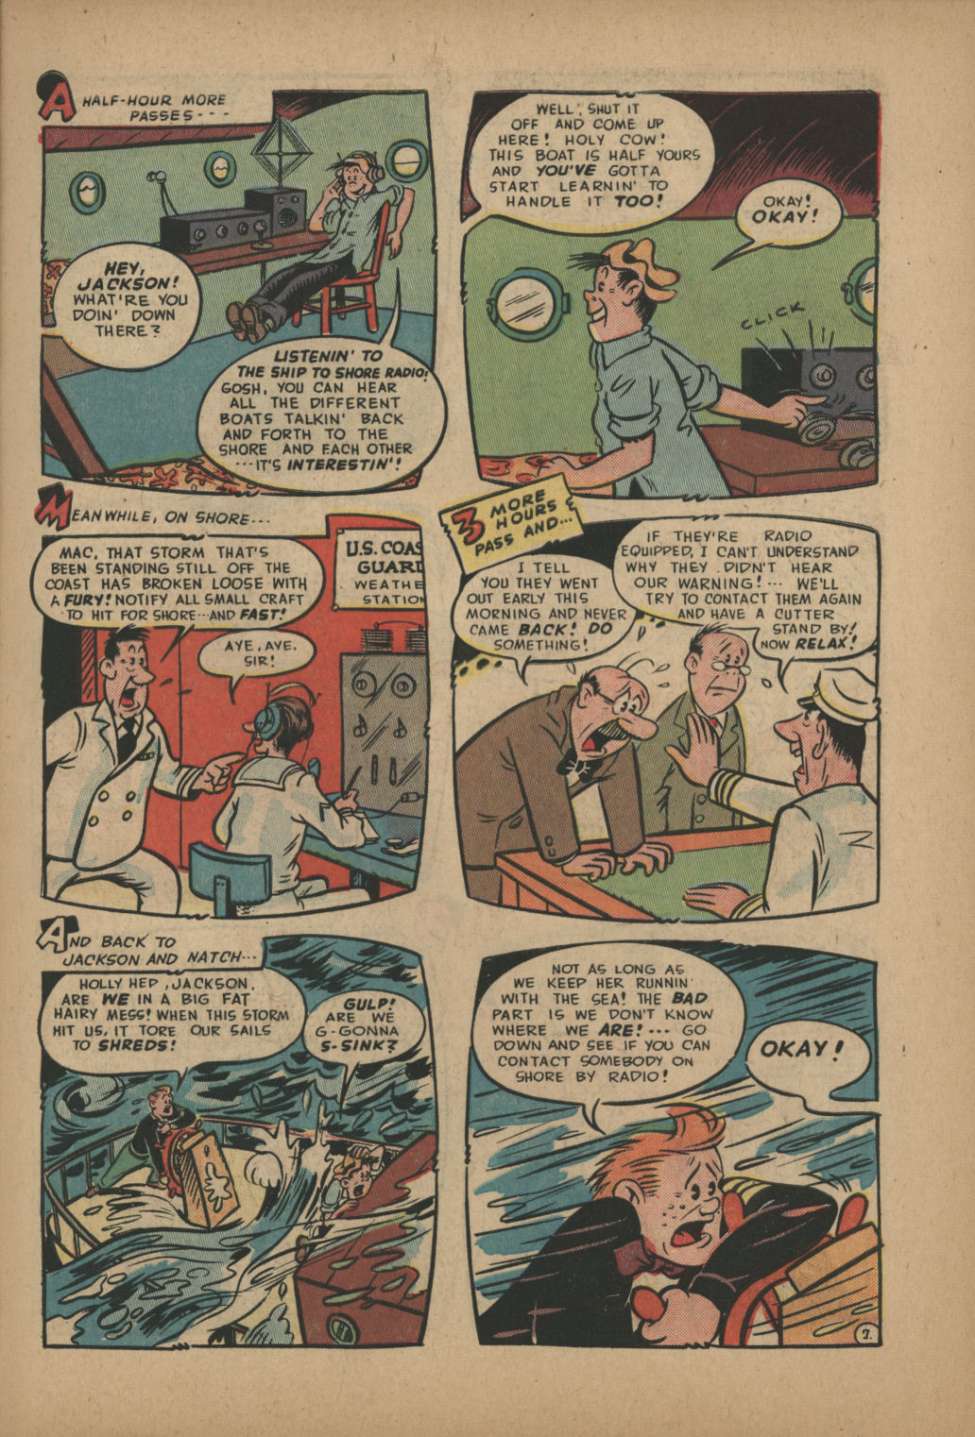 A HALF-HOUR MORE
PASSES---
HEY,
JACKSON!
WHAT'RE YOU
DOIN' DOWN
THERE?
LISTENIN' TO
THE SHIP TO SHORE RADIO!
GOSH, YOU CAN HEAR
ALL THE DIFFERENT
BOATS TALKIN' BACK
AND FORTH TO THE
SHORE AND EACH OTHER
---IT'S INTERESTIN'!
WELL, SHUT IT
OFF AND COME UP
HERE! HOLY COW!
THIS BOAT IS HALF YOURS
AND YOU'VE GOTTA
START LEARNIN' TO
HANDLE IT TOO!
OKAY!
OKAY!
CLICK
MEANWHILE, ON SHORE...
MAC, THAT STORM THAT'S
BEEN STANDING STILL OFF THE
COAST HAS BROKEN LOOSE WITH
A FURY! NOTIFY ALL SMALL CRAFT
TO HIT FOR SHORE---AND FAST!
AYE, AYE,
SIR!
U.S. COAS
GUARD
WEATHE
STATION
3 MORE
HOURS
PASS AND...
I TELL
YOU THEY WENT
OUT EARLY THIS
MORNING AND NEVER
CAME BACK! DO
SOMETHING!
IF THEY'RE RADIO
EQUIPPED, I CAN'T UNDERSTAND
WHY THEY DIDN'T HEAR
OUR WARNING!--- WE'LL
TRY TO CONTACT THEM AGAIN
AND HAVE A CUTTER
STAND BY!
NOW RELAX!
AND BACK TO
JACKSON AND NATCH---
HOLLY HED, JACKSON,
ARE WE IN A BIG FAT
HAIRY MESS! WHEN THIS STORM
HIT US, IT TORE OUR SAILS
TO SHREDS!
GULP!
ARE WE
G-GONNA
S-SINK?
NOT AS LONG AS
WE KEEP HER RUNNIN'
WITH THE SEA! THE BAD
PART IS WE DON'T KNOW
WHERE WE ARE!--- GO
DOWN AND SEE IF YOU CAN
CONTACT SOMEBODY ON
SHORE BY RADIO!
OKAY!
7.